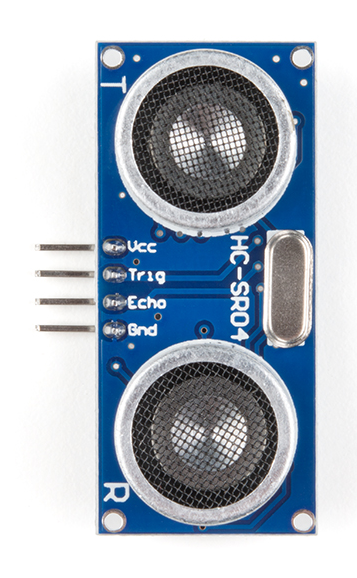 T
Vcc
Trig
Echo
Gnd
HC-SR04
R